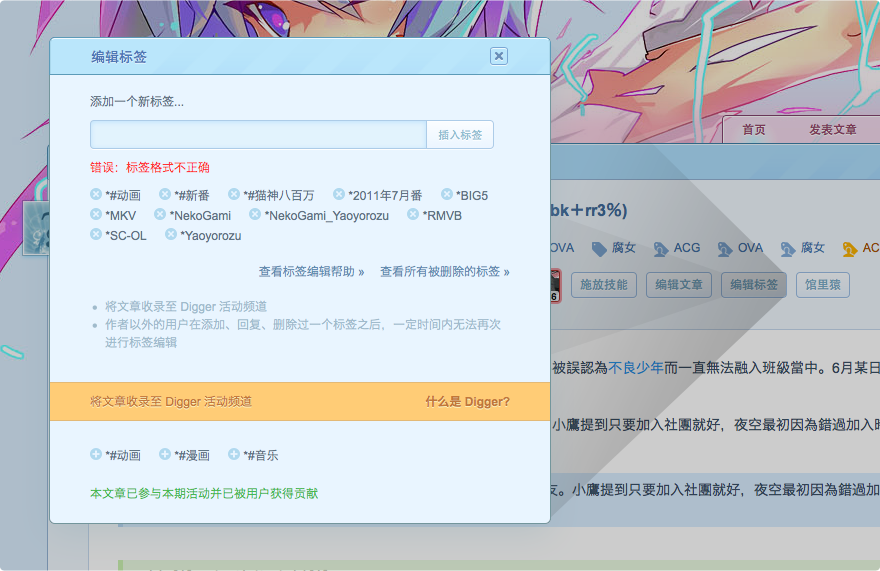 编辑标签
添加一个新标签...
插入标签
错误：标签格式不正确
*#动画 *#新番 *#猫神八百万 *2011年7月番 *BIG5
*MKV *NekoGami *NekoGami_Yaoyorozu *RMVB
*SC-OL *Yaoyorozu
查看标签编辑帮助 » 查看所有被删除的标签 »
将文章收录至 Digger 活动频道
作者以外的用户在添加、回复、删除过一个标签之后，一定时间内无法再次
进行标签编辑
将文章收录至 Digger 活动频道 什么是 Digger?
*#动画 *#漫画 *#音乐
本文章已参与本期活动并已被用户获得贡献
首页 发表文章
bk＋rr3%)
OVA 腐女 ACG OVA 腐女 AC
6 施放技能 编辑文章 编辑标签 馆里猿
被誤認為不良少年而一直無法融入班級當中。6月某日
小鷹提到只要加入社團就好，夜空最初因為錯過加入時
友。小鷹提到只要加入社團就好，夜空最初因為錯過加